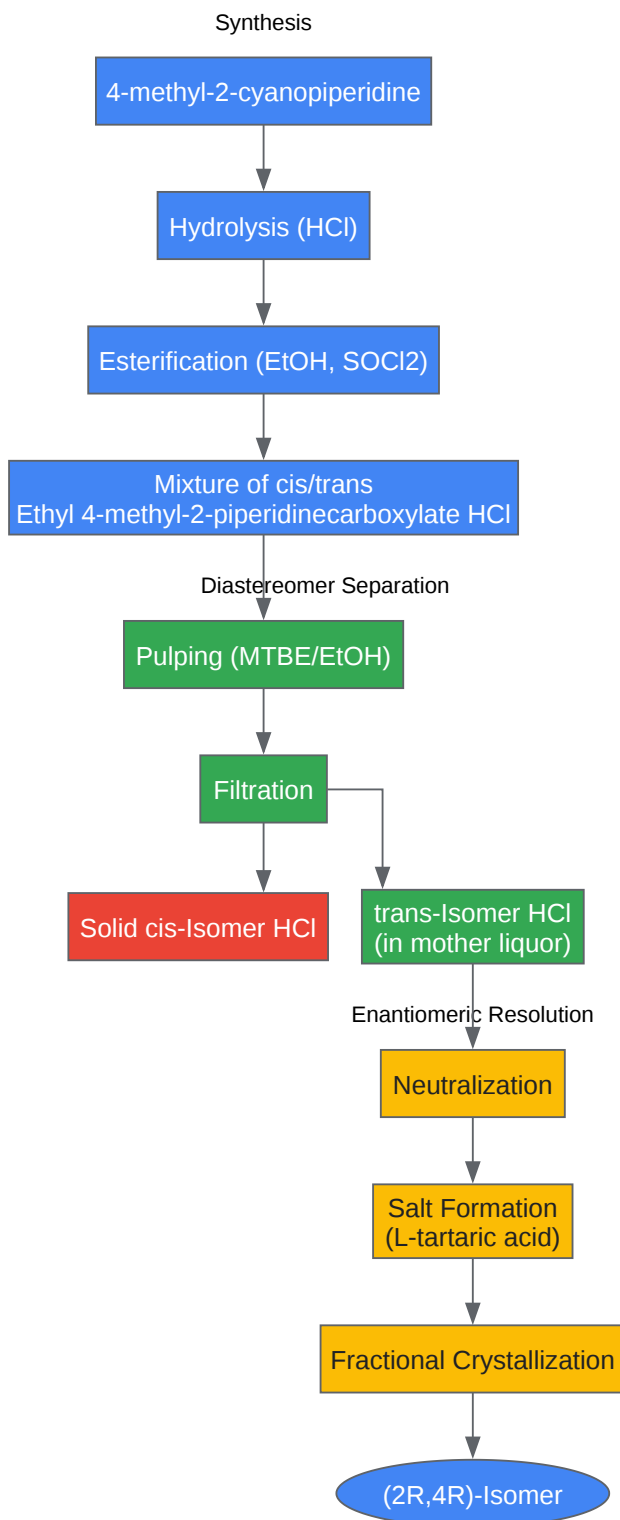 Synthesis
4-methyl-2-cyanopiperidine
Hydrolysis (HCl)
Esterification (EtOH, SOCl2)
Mixture of cis/trans
Ethyl 4-methyl-2-piperidinecarboxylate HCl
Diastereomer Separation
Pulping (MTBE/EtOH)
Filtration
Solid cis-Isomer HCl
trans-Isomer HCl
(in mother liquor)
Enantiomeric Resolution
Neutralization
Salt Formation
(L-tartaric acid)
Fractional Crystallization
(2R,4R)-Isomer